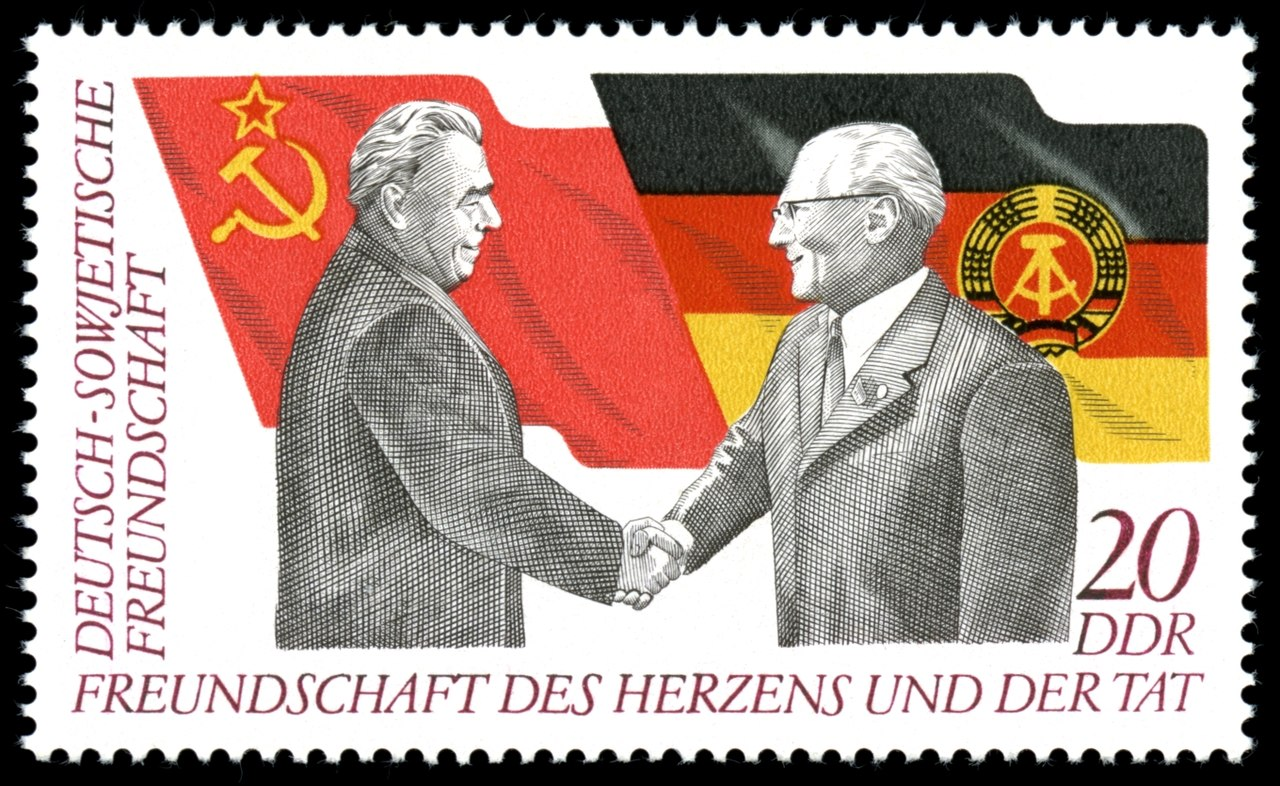 DEUTSCH-SOWJETISCHE
FREUNDSCHAFT
20
DDR
FREUNDSCHAFT DES HERZENS UND DER TAT